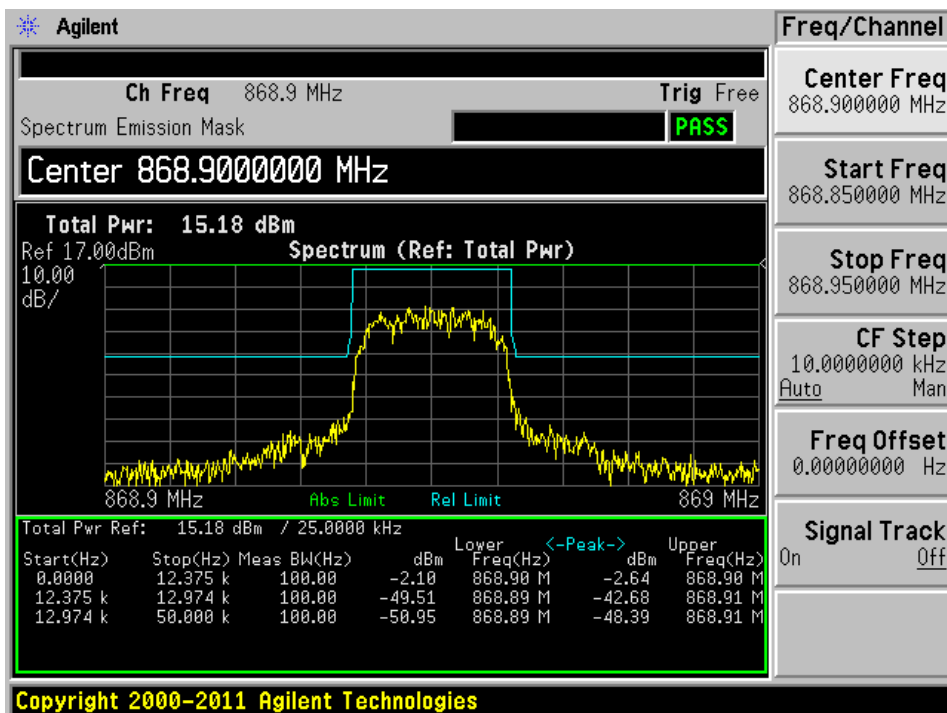 Agilent
Freq/Channel
Ch Freq 868.9 MHz
Trig Free
Spectrum Emission Mask
PASS
Center 868.9000000 MHz
Total Pwr: 15.18 dBm
Ref 17.00dBm
Spectrum (Ref: Total Pwr)
10.00
dB/
868.9 MHz
Abs Limit
Rel Limit
869 MHz
Total Pwr Ref: 15.18 dBm / 25.0000 kHz
Lower <-Peak-> Upper
Start(Hz) Stop(Hz) Meas BW(Hz) dBm Freq(Hz) dBm Freq(Hz)
0.0000 12.375 k 100.00 -2.10 868.90 M -2.64 868.90 M
12.375 k 12.974 k 100.00 -49.51 868.89 M -42.68 868.91 M
12.974 k 50.000 k 100.00 -50.95 868.89 M -48.39 868.91 M
Center Freq
868.900000 MHz
Start Freq
868.850000 MHz
Stop Freq
868.950000 MHz
CF Step
10.0000000 kHz
Auto Man
Freq Offset
0.00000000 Hz
Signal Track
On Off
Copyright 2000-2011 Agilent Technologies